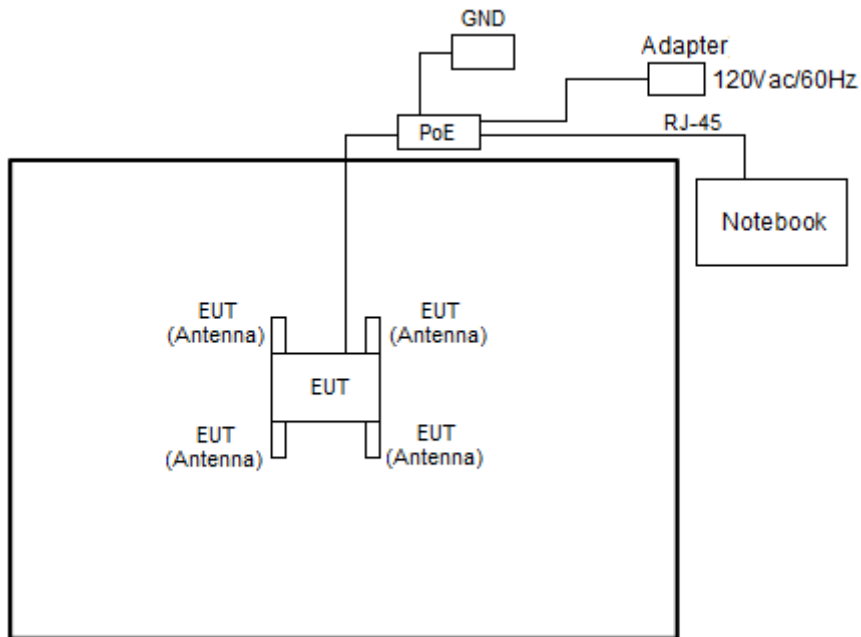 GND
Adapter
120Vac/60Hz
PoE
RJ-45
Notebook
EUT
(Antenna)
EUT
(Antenna)
EUT
EUT
(Antenna)
EUT
(Antenna)